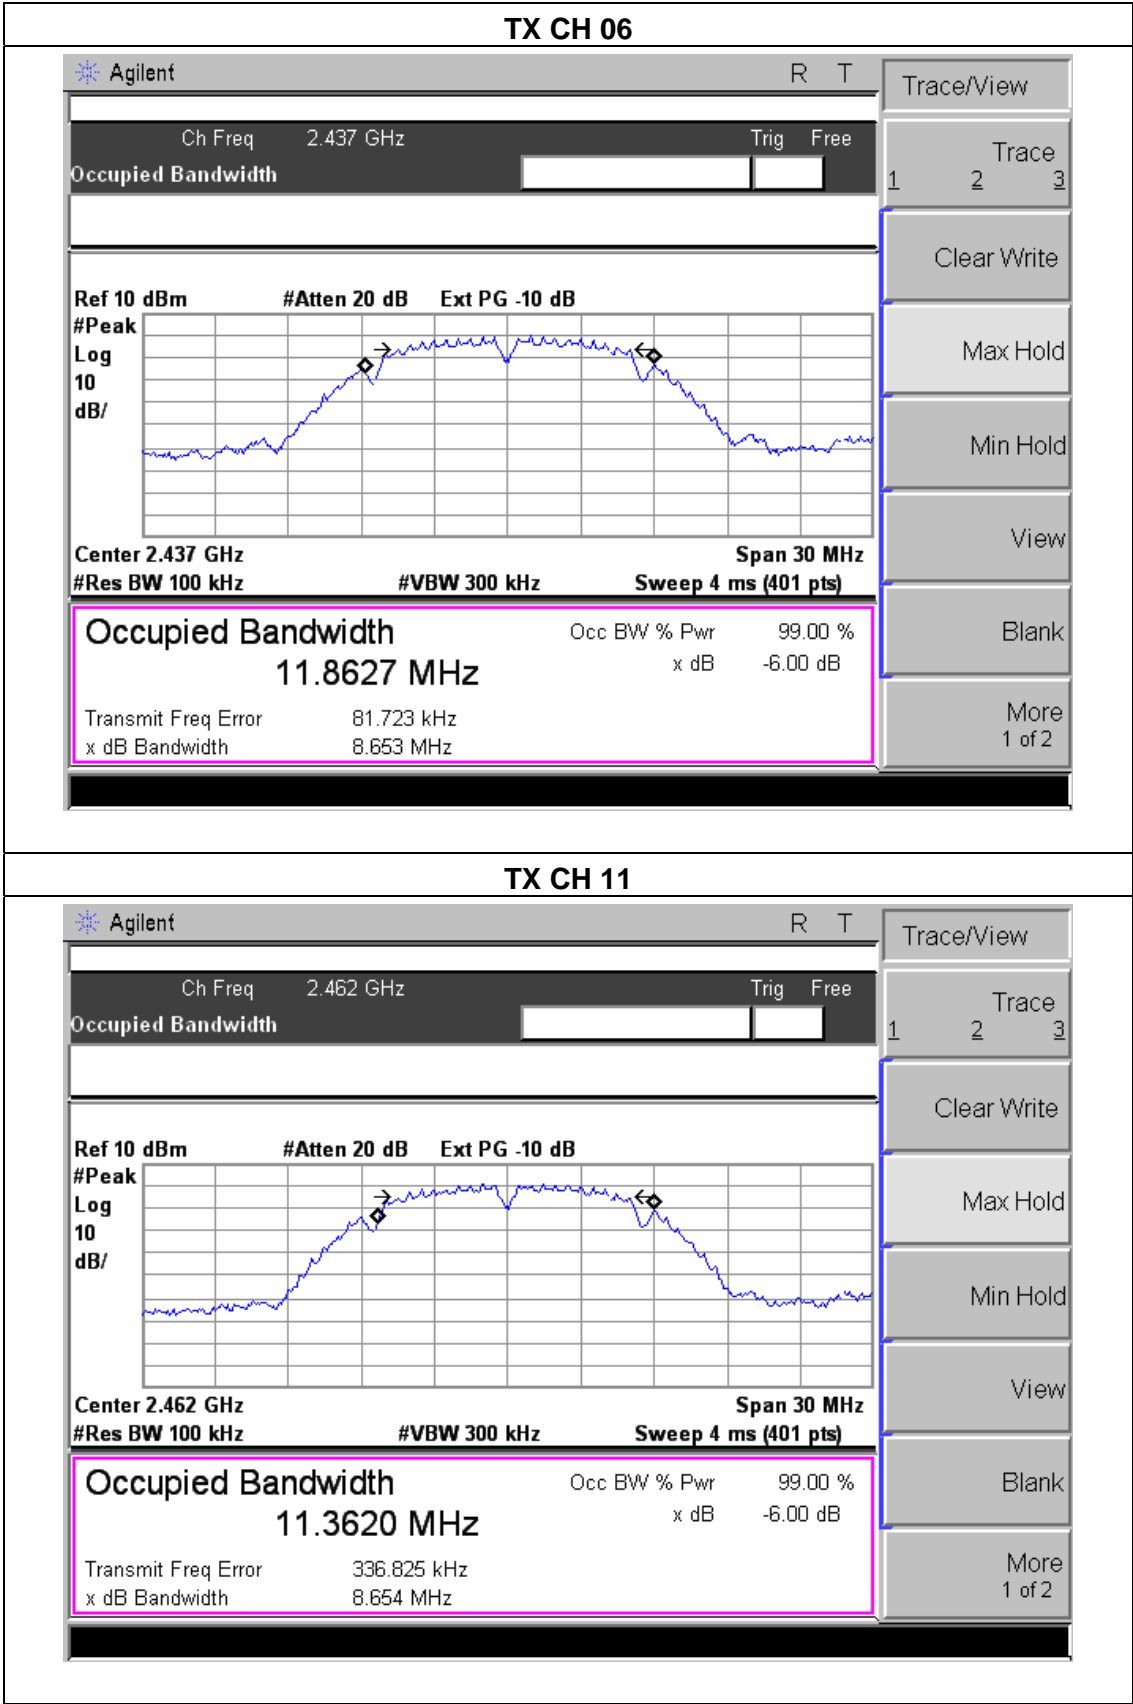 TX CH 06
Agilent R T
Trace/View
Ch Freq 2.437 GHz Trig Free
Occupied Bandwidth
Trace
1 2 3
Clear Write
Ref 10 dBm #Atten 20 dB Ext PG -10 dB
#Peak
Log
10
dB/
Max Hold
Min Hold
View
Center 2.437 GHz Span 30 MHz
#Res BW 100 kHz #VBW 300 kHz Sweep 4 ms (401 pts)
Occupied Bandwidth Occ BW % Pwr 99.00 %
11.8627 MHz x dB -6.00 dB
Blank
Transmit Freq Error 81.723 kHz
x dB Bandwidth 8.653 MHz
More
1 of 2
TX CH 11
Agilent R T
Trace/View
Ch Freq 2.462 GHz Trig Free
Occupied Bandwidth
Trace
1 2 3
Clear Write
Ref 10 dBm #Atten 20 dB Ext PG -10 dB
#Peak
Log
10
dB/
Max Hold
Min Hold
View
Center 2.462 GHz Span 30 MHz
#Res BW 100 kHz #VBW 300 kHz Sweep 4 ms (401 pts)
Occupied Bandwidth Occ BW % Pwr 99.00 %
11.3620 MHz x dB -6.00 dB
Blank
Transmit Freq Error 336.825 kHz
x dB Bandwidth 8.654 MHz
More
1 of 2